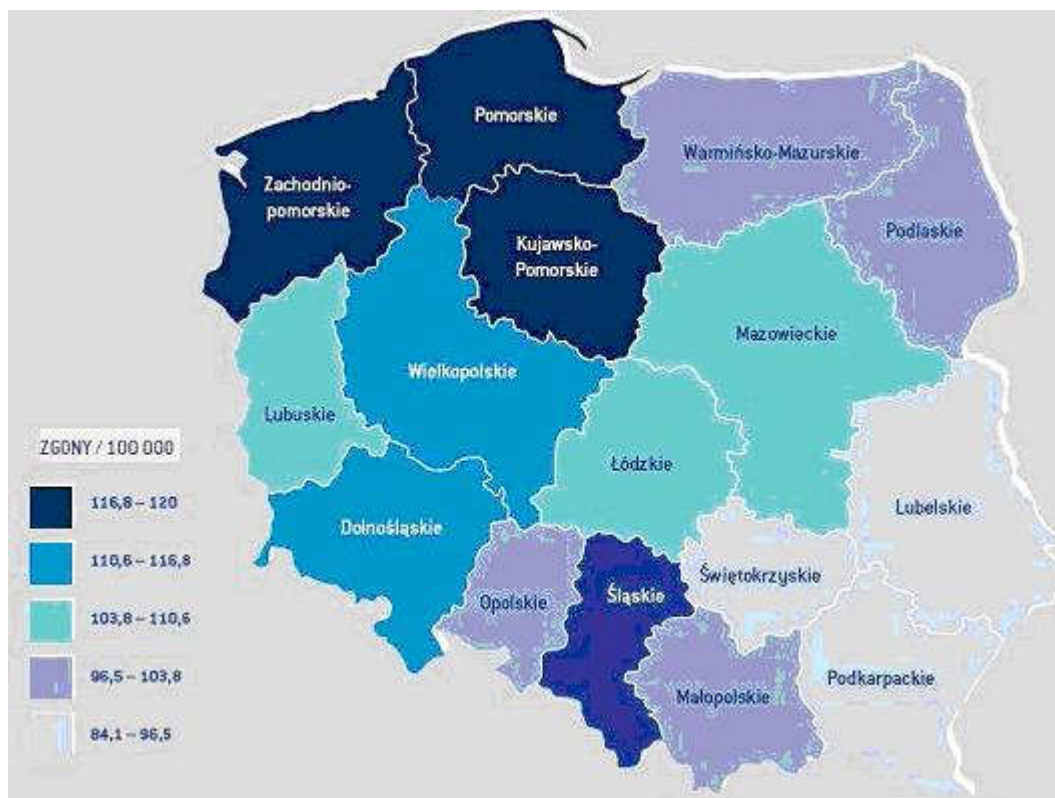 Pomorskie
Warmińsko-Mazurskie
Zachodnio-
pomorskie
Podlaskie
Kujawsko-
Pomorskie
Mazowieckie
Wielkopolskie
Lubuskie
Łódzkie
Lubelskie
Dolnośląskie
Świętokrzyskie
Śląskie
Opolskie
Podkarpackie
Małopolskie
ZGONY / 100 000
116,8 – 120
110,6 – 116,8
103,8 – 110,6
96,5 – 103,8
84,1 – 96,5